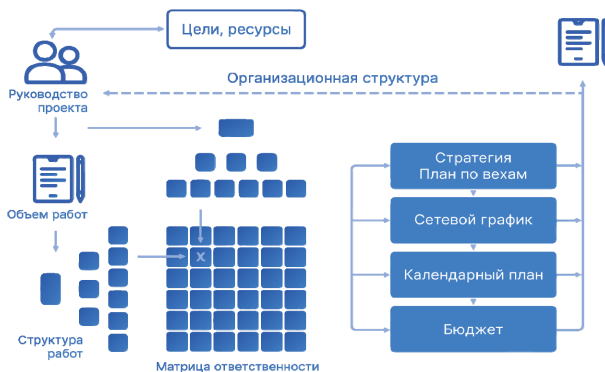 Цели, ресурсы
Руководство
проекта
Организационная структура
Объем работ
X
Структура
работ
Матрица ответственности
Стратегия
План по вехам
Сетевой график
Календарный план
Бюджет